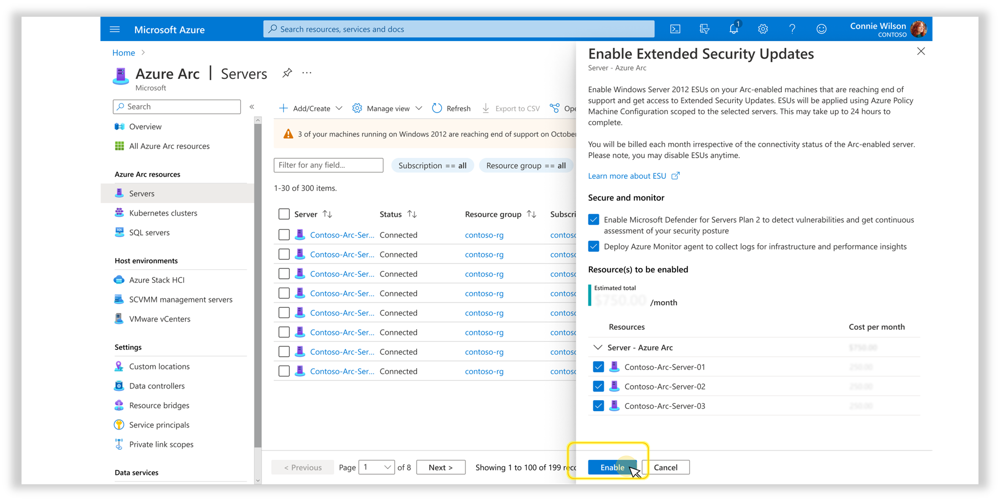 Microsoft Azure
Search resources, services and docs
1
Connie Wilson
CONTOSO
Home
Azure Arc | Servers
Microsoft
Search
Overview
All Azure Arc resources
Azure Arc resources
Servers
Kubernetes clusters
SQL servers
Host environments
Azure Stack HCI
SCVMM management servers
VMware vCenters
Settings
Custom locations
Data controllers
Resource bridges
Service principals
Private link scopes
Data services
Add/Create
Manage view
Refresh
Export to CSV
Ope
3 of your machines running on Windows 2012 are reaching end of support on October
Filter for any field...
Subscription == all
Resource group == all
1-30 of 300 items.
Server Status Resource group Subscri
Contoso-Arc-Ser... Connected contoso-rg contoso
Contoso-Arc-Ser... Connected contoso-rg contoso
Contoso-Arc-Ser... Connected contoso-rg contoso
Contoso-Arc-Ser... Connected contoso-rg contoso
Contoso-Arc-Ser... Connected contoso-rg contoso
Contoso-Arc-Ser... Connected contoso-rg contoso
Contoso-Arc-Ser... Connected contoso-rg contoso
Contoso-Arc-Ser... Connected contoso-rg contoso
< Previous Page 1 of 8 Next > Showing 1 to 100 of 199 reco
Enable Extended Security Updates
Server - Azure Arc
Enable Windows Server 2012 ESUs on your Arc-enabled machines that are reaching end of
support and get access to Extended Security Updates. ESUs will be applied using Azure Policy
Machine Configuration scoped to the selected servers. This may take up to 24 hours to
complete.
You will be billed each month irrespective of the connectivity status of the Arc-enabled server.
Please note, you may disable ESUs anytime.
Learn more about ESU
Secure and monitor
Enable Microsoft Defender for Servers Plan 2 to detect vulnerabilities and get continuous
assessment of your security posture
Deploy Azure Monitor agent to collect logs for infrastructure and performance insights
Resource(s) to be enabled
Estimated total
$750.00 /month
Resources Cost per month
Server - Azure Arc $750.00
Contoso-Arc-Server-01 250.00
Contoso-Arc-Server-02 250.00
Contoso-Arc-Server-03 250.00
Enable Cancel